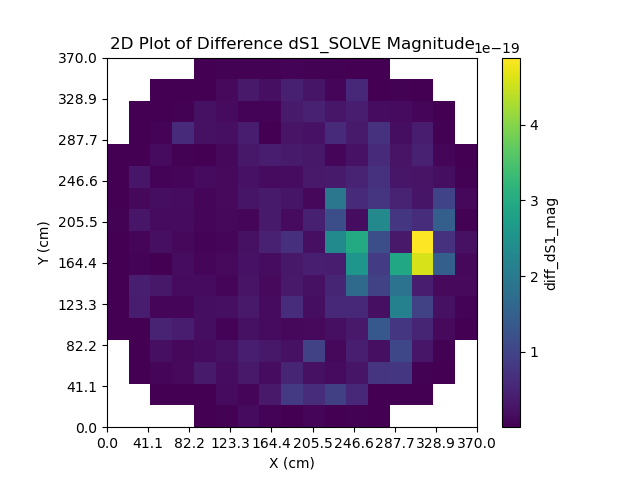 2D Plot of Difference dS1_SOLVE Magnitude
1e−19
370.0
328.9
287.7
246.6
205.5
164.4
123.3
82.2
41.1
0.0
Y (cm)
0.0 41.1 82.2 123.3 164.4 205.5 246.6 287.7 328.9 370.0
X (cm)
4
3
2
1
diff_dS1_mag